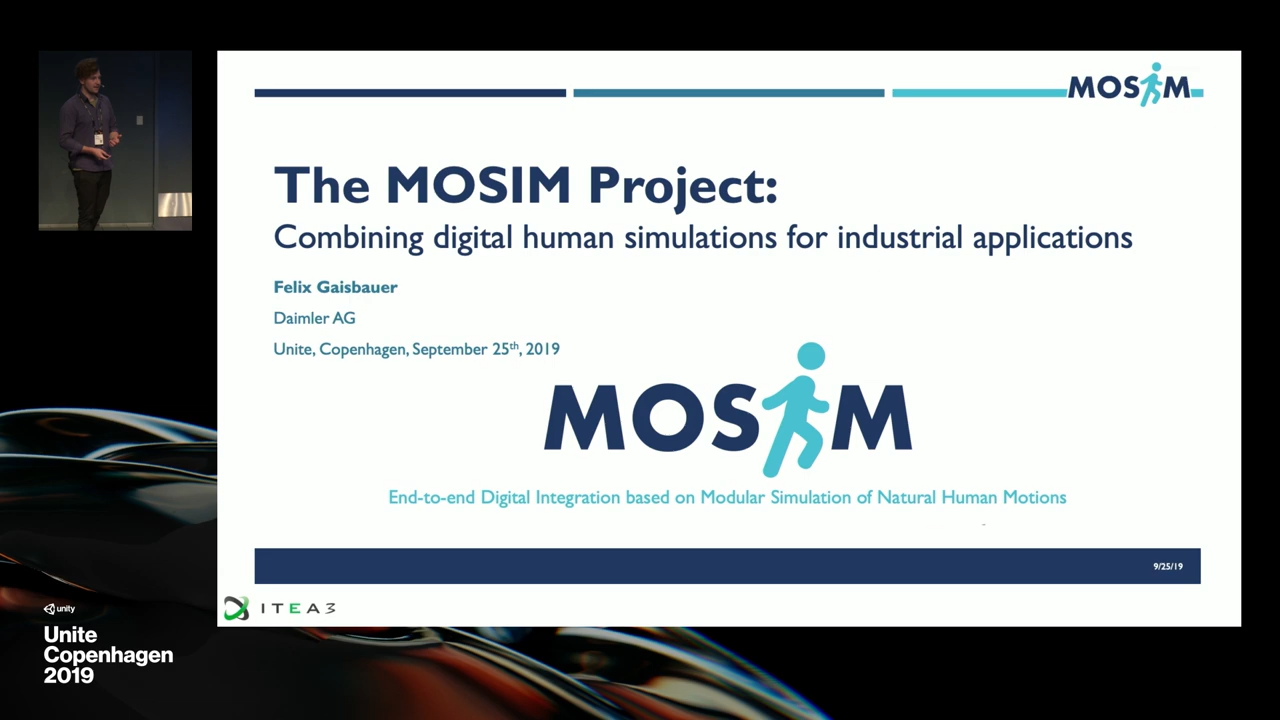 MOSIM
The MOSIM Project:
Combining digital human simulations for industrial applications
Felix Gaisbauer
Daimler AG
Unite, Copenhagen, September 25th, 2019
MOSIM
End-to-end Digital Integration based on Modular Simulation of Natural Human Motions
9/25/19
ITEA3
unity
Unite
Copenhagen
2019